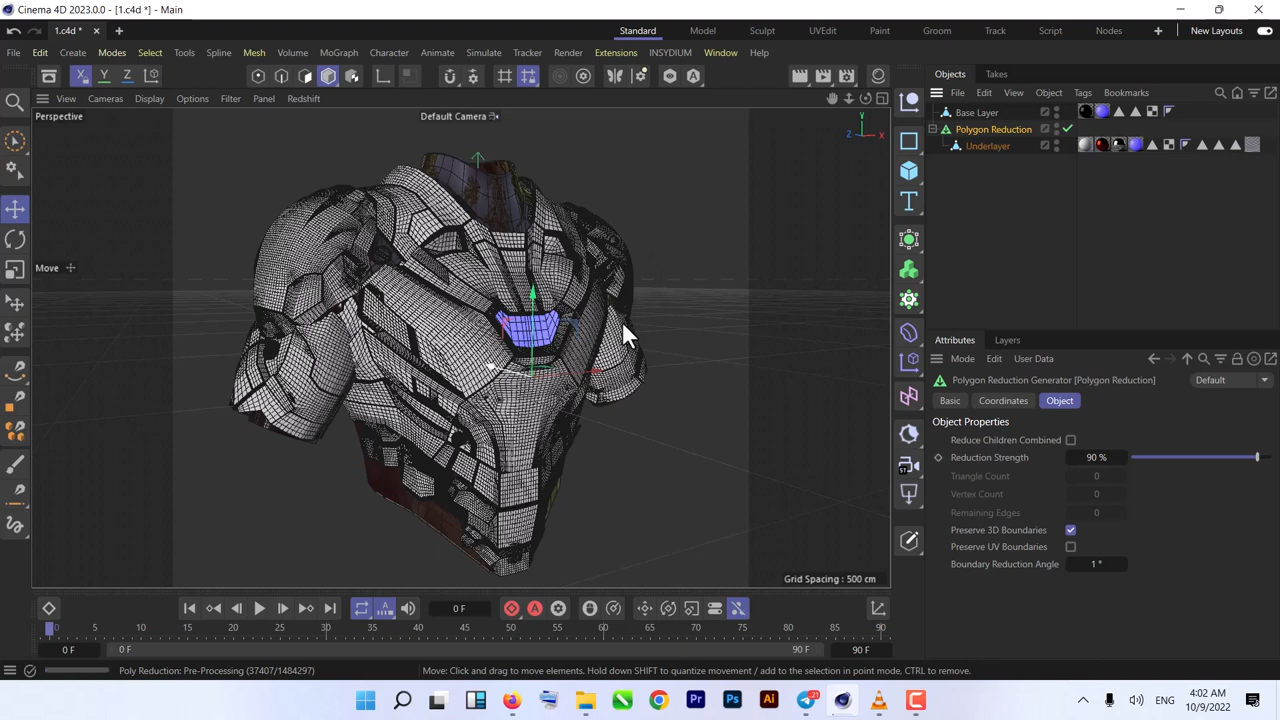 Cinema 4D 2023.0.0 - [1.c4d *] - Main
1.c4d *
Standard
Model
Sculpt
UVEdit
Paint
Groom
Track
Script
Nodes
New Layouts
File
Edit
Create
Modes
Select
Tools
Spline
Mesh
Volume
MoGraph
Character
Animate
Simulate
Tracker
Render
Extensions
INSYDIUM
Window
Help
X
Y
Z
Objects
Takes
View
Cameras
Display
Options
Filter
Panel
Redshift
File
Edit
View
Object
Tags
Bookmarks
Perspective
Default Camera
Y
Z
X
Base Layer
Polygon Reduction
Underlayer
Move
Attributes
Layers
Mode
Edit
User Data
Polygon Reduction Generator [Polygon Reduction]
Default
Basic
Coordinates
Object
Object Properties
Reduce Children Combined
Reduction Strength
90 %
Triangle Count
0
Vertex Count
0
Remaining Edges
0
Preserve 3D Boundaries
Preserve UV Boundaries
Boundary Reduction Angle
1 °
ST
Grid Spacing : 500 cm
0 F
0
5
10
15
20
25
30
35
40
45
50
55
60
65
70
75
80
85
90
0 F
0 F
90 F
90 F
Poly Reduction: Pre-Processing (37407/1484297)
Move: Click and drag to move elements. Hold down SHIFT to quantize movement / add to the selection in point mode, CTRL to remove.
Pr
Ps
Ai
21
ENG
4:02 AM
10/9/2022